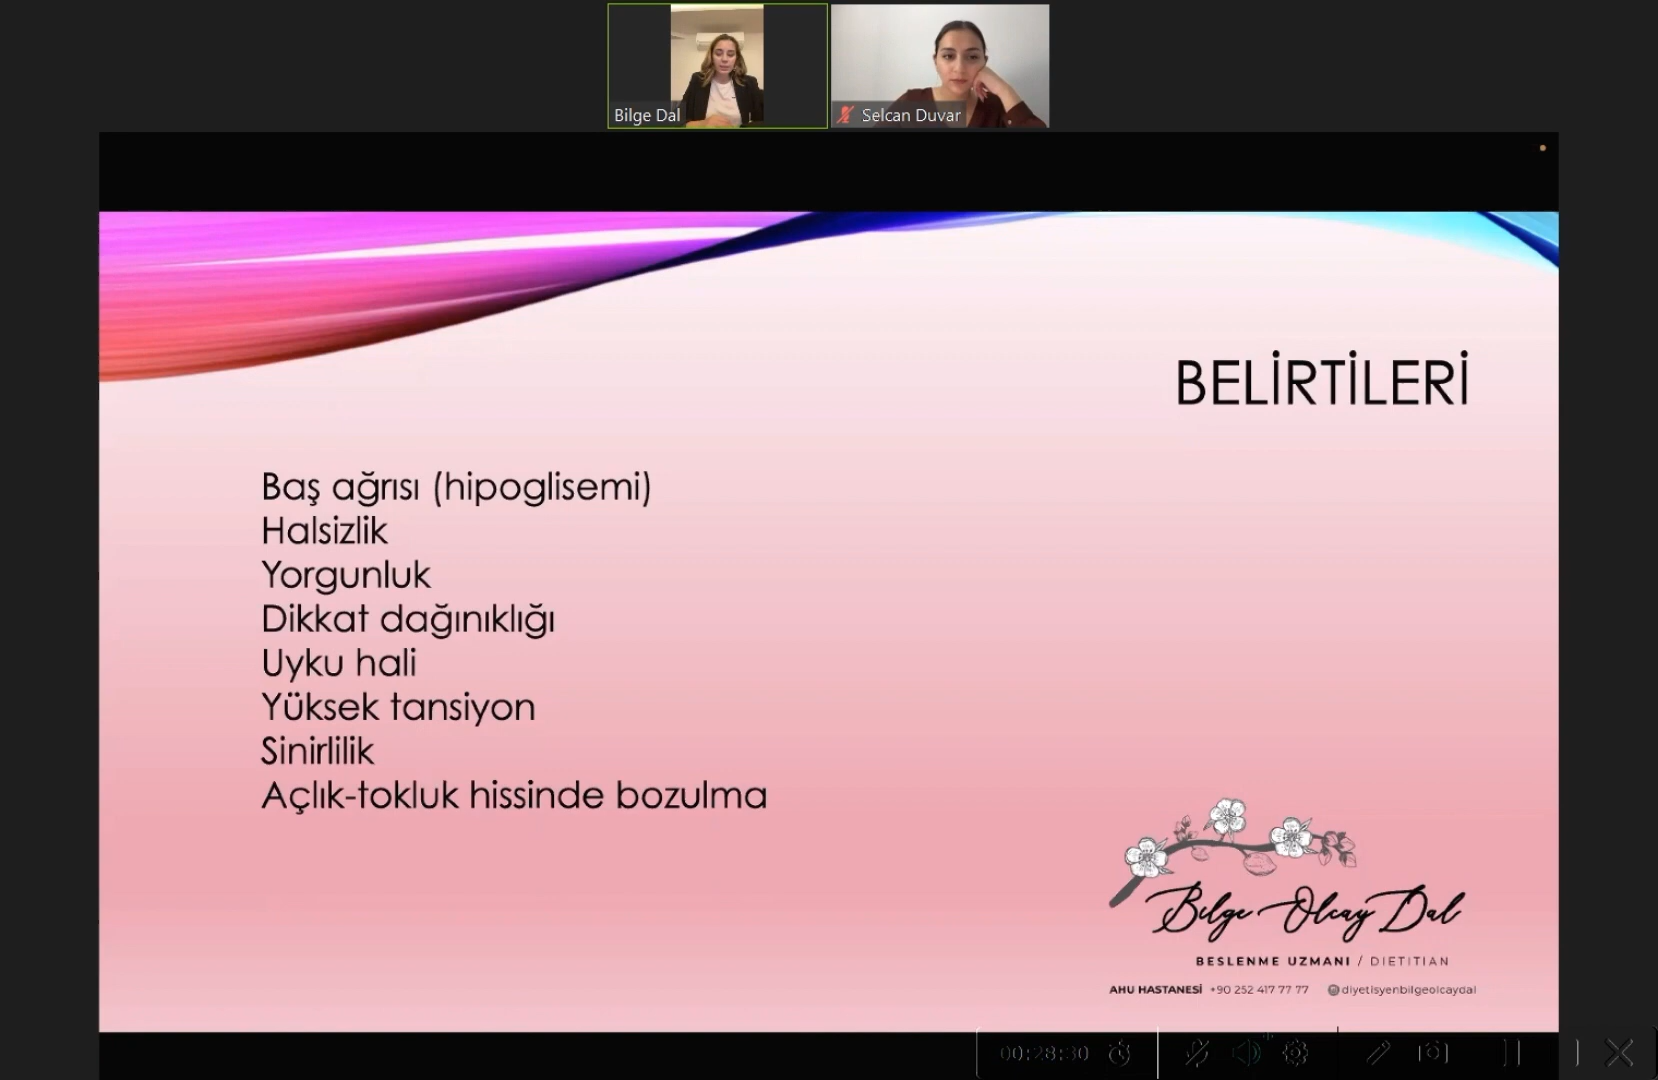 Bilge Dal
Selcan Duvar
BELİRTİLERİ
Baş ağrısı (hipoglisemi)
Halsizlik
Yorgunluk
Dikkat dağınıklığı
Uyku hali
Yüksek tansiyon
Sinirlilik
Açlık-tokluk hissinde bozulma
Bilge Olcay Dal
BESLENME UZMANI / DIETITIAN
AHU HASTANESİ +90 252 417 77 77 diyetisyenbilgeolcaydal
00:28:30